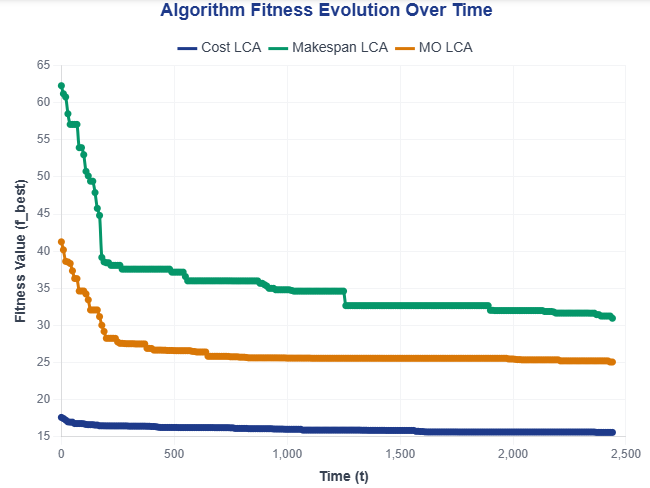 Algorithm Fitness Evolution Over Time
Cost LCA Makespan LCA MO LCA
65
60
55
50
45
40
35
30
25
20
15
Fitness Value (f_best)
0 500 1,000 1,500 2,000 2,500
Time (t)